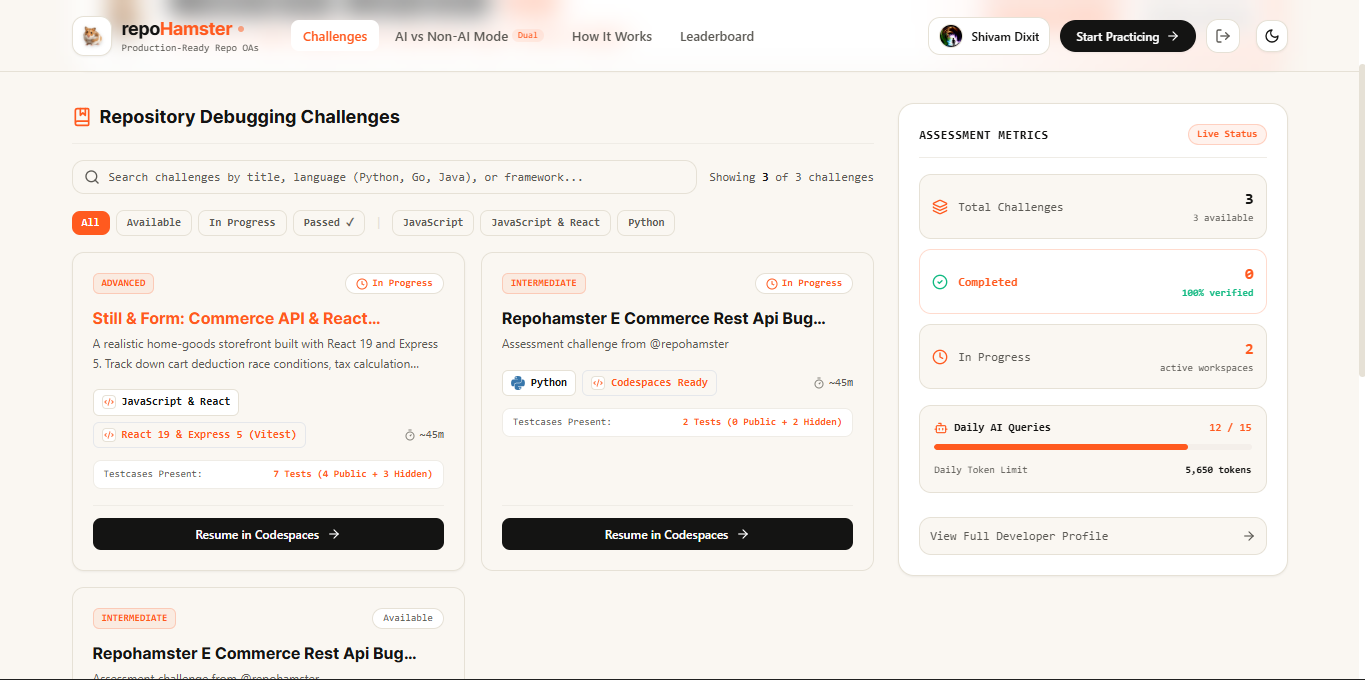 repoHamster
Production-Ready Repo OAs
Challenges
AI vs Non-AI Mode Dual
How It Works
Leaderboard
Shivam Dixit
Start Practicing →
Repository Debugging Challenges
Search challenges by title, language (Python, Go, Java), or framework...
Showing 3 of 3 challenges
All
Available
In Progress
Passed ✓
JavaScript
JavaScript & React
Python
ADVANCED
In Progress
Still & Form: Commerce API & React...
A realistic home-goods storefront built with React 19 and Express
5. Track down cart deduction race conditions, tax calculation...
JavaScript & React
React 19 & Express 5 (Vitest)
~45m
Testcases Present:
7 Tests (4 Public + 3 Hidden)
Resume in Codespaces →
INTERMEDIATE
In Progress
Repohamster E Commerce Rest Api Bug...
Assessment challenge from @repohamster
Python
Codespaces Ready
~45m
Testcases Present:
2 Tests (0 Public + 2 Hidden)
Resume in Codespaces →
INTERMEDIATE
Available
Repohamster E Commerce Rest Api Bug...
Assessment challenge from @repohamster
ASSESSMENT METRICS
Live Status
Total Challenges
3
3 available
Completed
0
100% verified
In Progress
2
active workspaces
Daily AI Queries
12 / 15
Daily Token Limit
5,650 tokens
View Full Developer Profile →